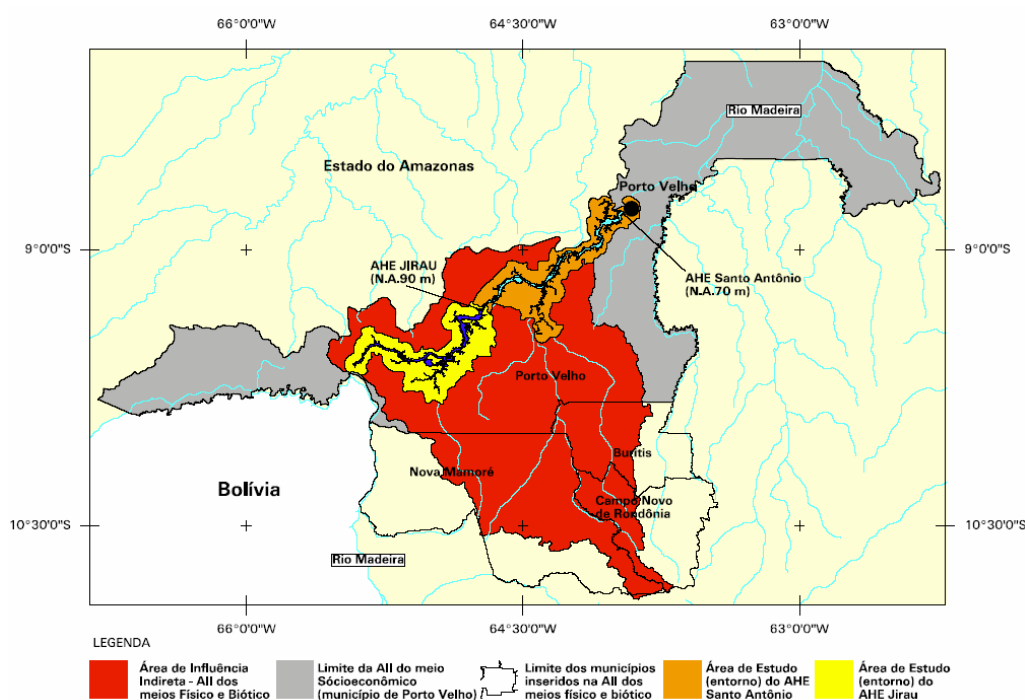 66°0'0"W
64°30'0"W
63°0'0"W
Rio Madeira
Estado do Amazonas
Porto Velho
9°0'0"S
9°0'0"S
AHE JIRAU
(N.A.90 m)
AHE Santo Antônio
(N.A.70 m)
Porto Velho
Buritis
Nova Mamoré
Bolívia
Campo Novo
de Rondônia
10°30'0"S
10°30'0"S
Rio Madeira
66°0'0"W
64°30'0"W
63°0'0"W
LEGENDA
Área de Influência
Indireta - AII dos
meios Físico e Biótico
Limite da AII do meio
Sócioeconômico
(município de Porto Velho)
Limite dos municípios
inseridos na AII dos
meios físico e biótico
Área de Estudo
(entorno) do AHE
Santo Antônio
Área de Estudo
(entorno) do
AHE Jirau